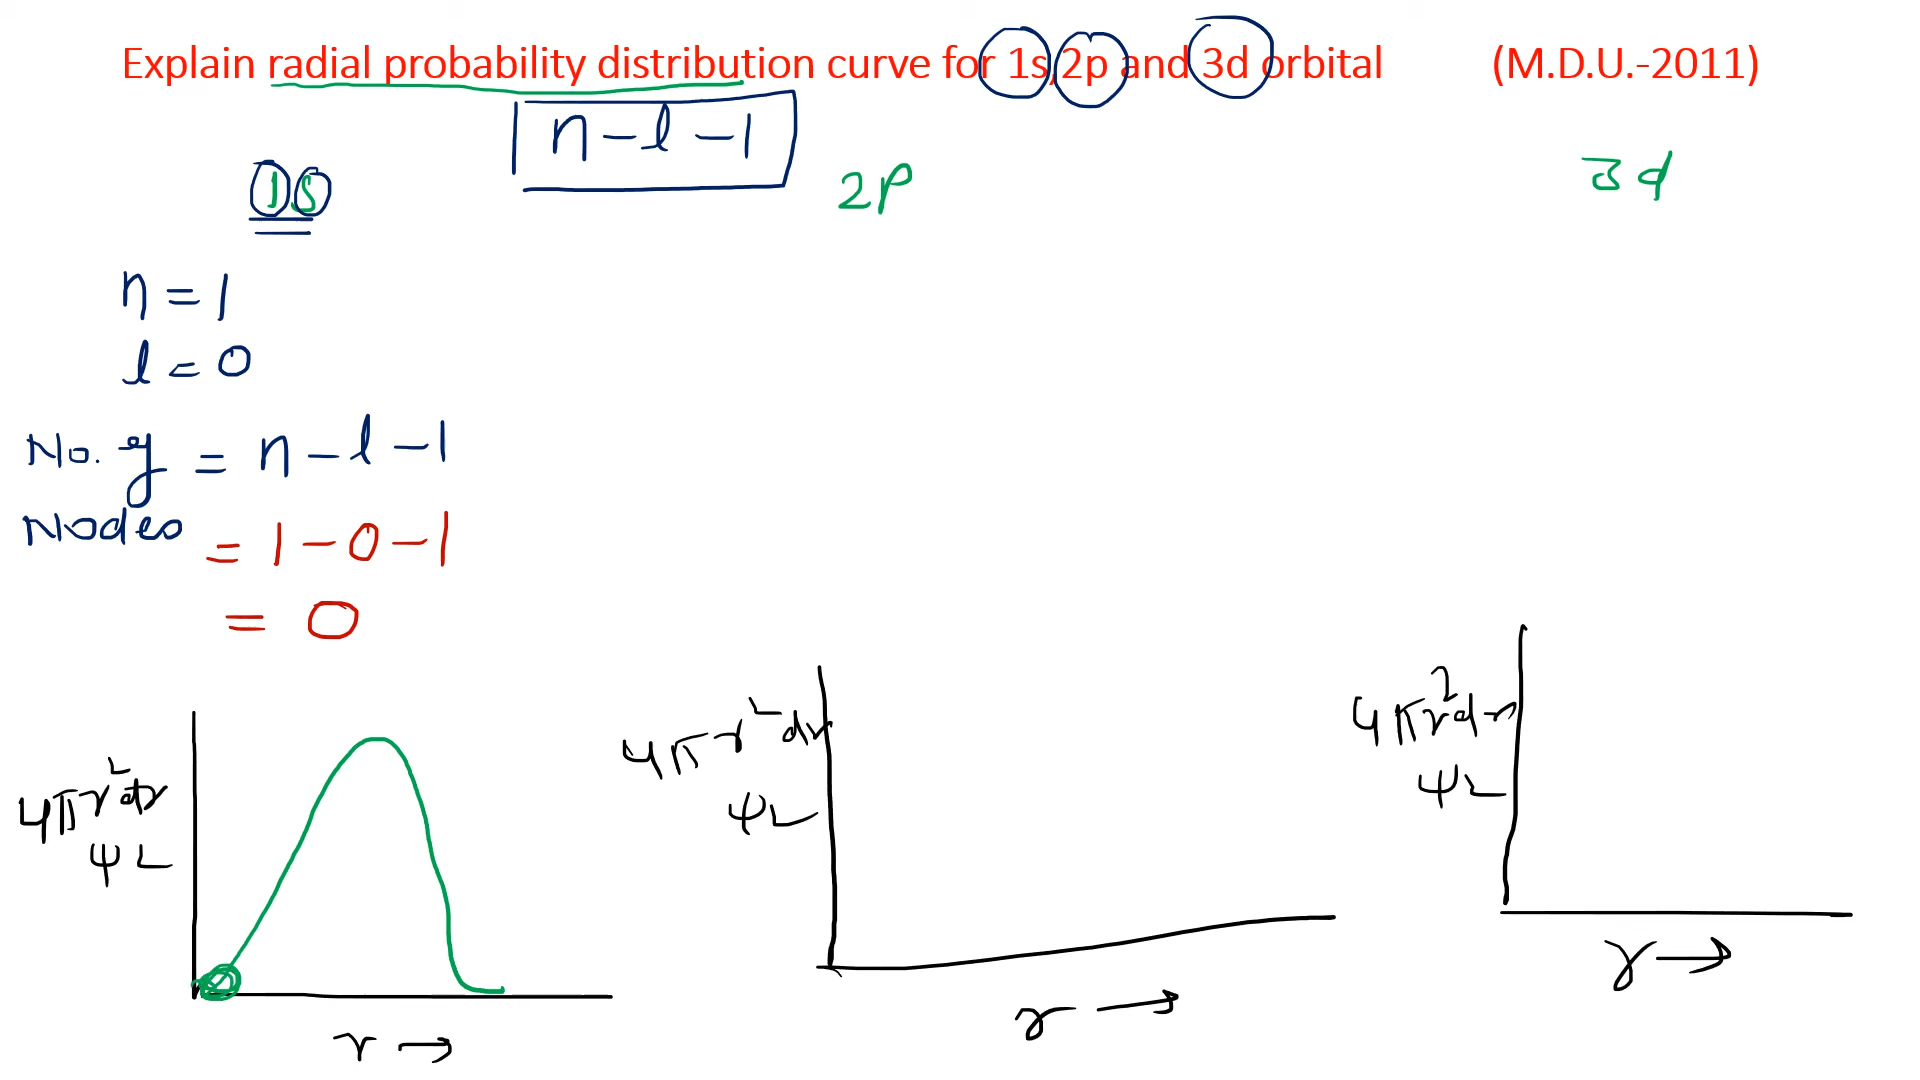 Explain radial probability distribution curve for 1s, 2p and 3d orbital (M.D.U.-2011)
n - l - 1
1s 2p 3d
n = 1
l = 0
No. of = n - l - 1
Nodes
= 1 - 0 - 1
= 0
4πr²dr
ψ²
r →
4πr²dr
ψ²
r →
4πr²dr
ψ²
r →